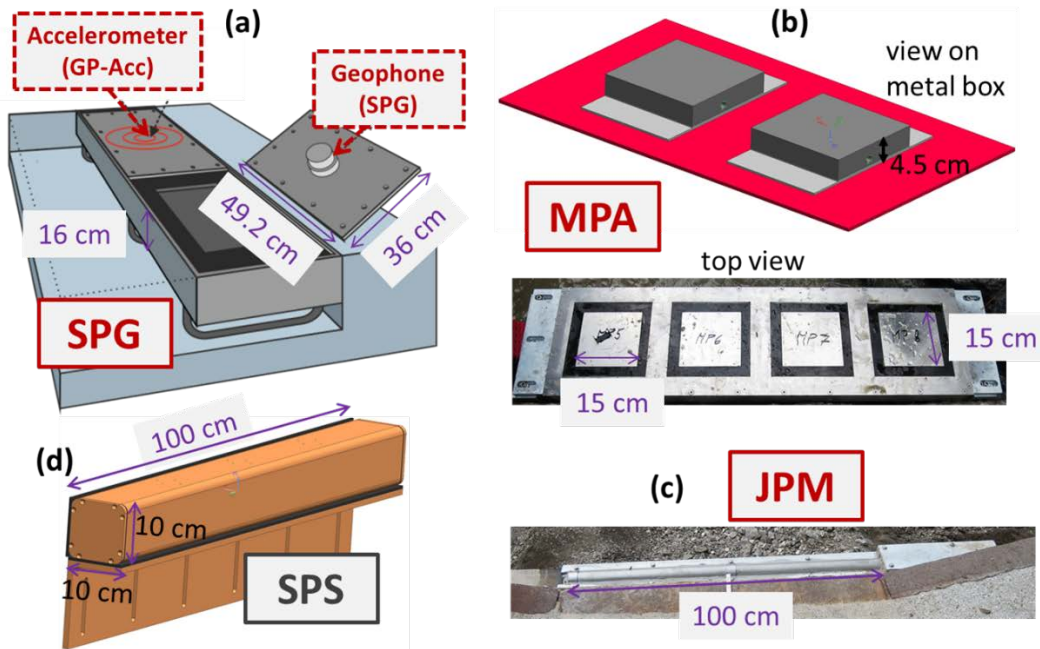 (a)
Accelerometer
(GP-Acc)
Geophone
(SPG)
16 cm
49.2 cm
36 cm
SPG
(b)
view on
metal box
4.5 cm
MPA
top view
MP6
MP7
15 cm
15 cm
(d)
100 cm
10 cm
10 cm
SPS
(c)
JPM
100 cm